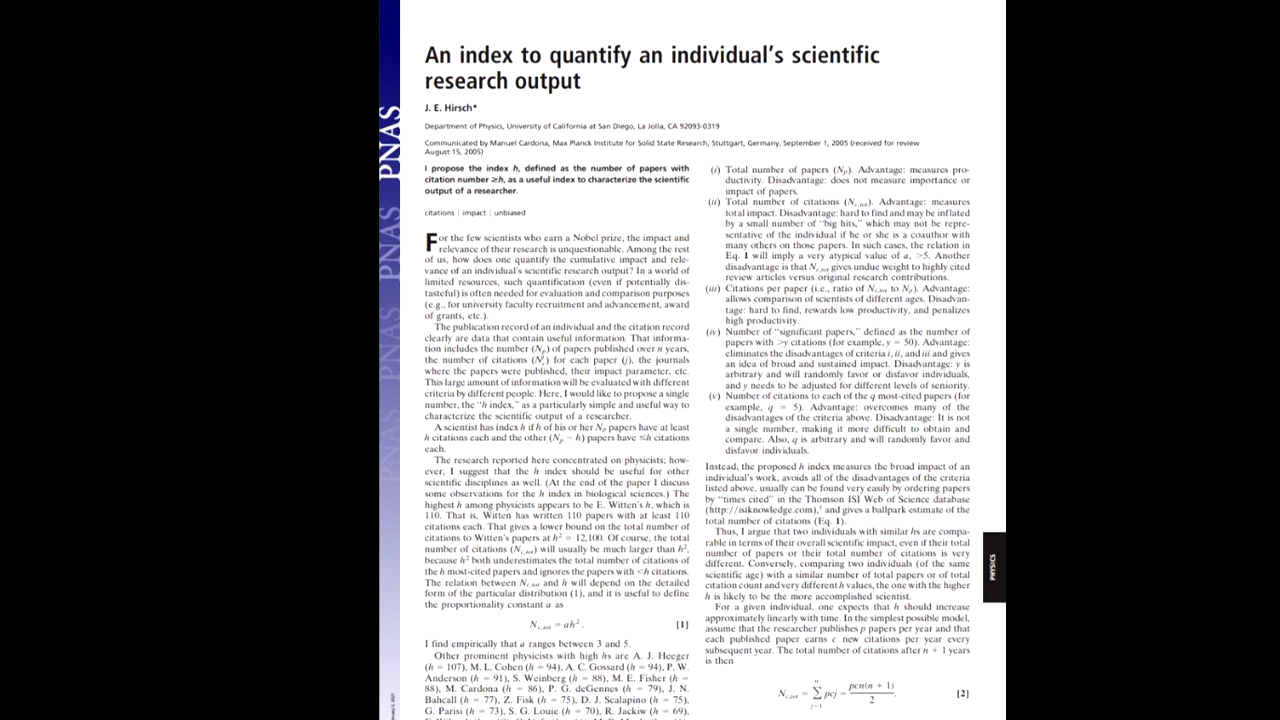 An index to quantify an individual's scientific
research output
J. E. Hirsch*
Department of Physics, University of California at San Diego, La Jolla, CA 92093-0319
Communicated by Manuel Cardona, Max Planck Institute for Solid State Research, Stuttgart, Germany, September 1, 2005 (received for review
August 15, 2005)
I propose the index h, defined as the number of papers with
citation number ≥h, as a useful index to characterize the scientific
output of a researcher.
citations | impact | unbiased
For the few scientists who earn a Nobel prize, the impact and
relevance of their research is unquestionable. Among the rest
of us, how does one quantify the cumulative impact and rele-
vance of an individual's scientific research output? In a world of
limited resources, such quantification (even if potentially dis-
tasteful) is often needed for evaluation and comparison purposes
(e.g., for university faculty recruitment and advancement, award
of grants, etc.).
The publication record of an individual and the citation record
clearly are data that contain useful information. That informa-
tion includes the number (Np) of papers published over n years,
the number of citations (N) for each paper (j), the journals
where the papers were published, their impact parameter, etc.
This large amount of information will be evaluated with different
criteria by different people. Here, I would like to propose a single
number, the "h index," as a particularly simple and useful way to
characterize the scientific output of a researcher.
A scientist has index h if h of his or her Np papers have at least
h citations each and the other (Np − h) papers have ≤h citations
each.
The research reported here concentrated on physicists; how-
ever, I suggest that the h index should be useful for other
scientific disciplines as well. (At the end of the paper I discuss
some observations for the h index in biological sciences.) The
highest h among physicists appears to be E. Witten's h, which is
110. That is, Witten has written 110 papers with at least 110
citations each. That gives a lower bound on the total number of
citations to Witten's papers at h² = 12,100. Of course, the total
number of citations (Nc,tot) will usually be much larger than h²,
because h² both underestimates the total number of citations of
the h most-cited papers and ignores the papers with <h citations.
The relation between Nc,tot and h will depend on the detailed
form of the particular distribution (1), and it is useful to define
the proportionality constant a as
Nc,tot = ah². [1]
I find empirically that a ranges between 3 and 5.
Other prominent physicists with high hs are A. J. Heeger
(h = 107), M. L. Cohen (h = 94), A. C. Gossard (h = 94), P. W.
Anderson (h = 91), S. Weinberg (h = 88), M. E. Fisher (h =
88), M. Cardona (h = 86), P. G. deGennes (h = 79), J. N.
Bahcall (h = 77), Z. Fisk (h = 75), D. J. Scalapino (h = 75),
G. Parisi (h = 73), S. G. Louie (h = 70), R. Jackiw (h = 69),
(i) Total number of papers (Np). Advantage: measures pro-
ductivity. Disadvantage: does not measure importance or
impact of papers.
(ii) Total number of citations (Nc,tot). Advantage: measures
total impact. Disadvantage: hard to find and may be inflated
by a small number of "big hits," which may not be repre-
sentative of the individual if he or she is a coauthor with
many others on those papers. In such cases, the relation in
Eq. 1 will imply a very atypical value of a, >5. Another
disadvantage is that Nc,tot gives undue weight to highly cited
review articles versus original research contributions.
(iii) Citations per paper (i.e., ratio of Nc,tot to Np). Advantage:
allows comparison of scientists of different ages. Disadvan-
tage: hard to find, rewards low productivity, and penalizes
high productivity.
(iv) Number of "significant papers," defined as the number of
papers with >y citations (for example, y = 50). Advantage:
eliminates the disadvantages of criteria i, ii, and iii and gives
an idea of broad and sustained impact. Disadvantage: y is
arbitrary and will randomly favor or disfavor individuals,
and y needs to be adjusted for different levels of seniority.
(v) Number of citations to each of the q most-cited papers (for
example, q = 5). Advantage: overcomes many of the
disadvantages of the criteria above. Disadvantage: It is not
a single number, making it more difficult to obtain and
compare. Also, q is arbitrary and will randomly favor and
disfavor individuals.
Instead, the proposed h index measures the broad impact of an
individual's work, avoids all of the disadvantages of the criteria
listed above, usually can be found very easily by ordering papers
by "times cited" in the Thomson ISI Web of Science database
(http://isiknowledge.com),† and gives a ballpark estimate of the
total number of citations (Eq. 1).
Thus, I argue that two individuals with similar hs are compa-
rable in terms of their overall scientific impact, even if their total
number of papers or their total number of citations is very
different. Conversely, comparing two individuals (of the same
scientific age) with a similar number of total papers or of total
citation count and very different h values, the one with the higher
h is likely to be the more accomplished scientist.
For a given individual, one expects that h should increase
approximately linearly with time. In the simplest possible model,
assume that the researcher publishes p papers per year and that
each published paper earns c new citations per year every
subsequent year. The total number of citations after n + 1 years
is then
Nc,tot = Σ(j=1 to n) pcj = pcn(n + 1)/2. [2]
PNAS
PNAS
PNAS
PNAS
PHYSICS